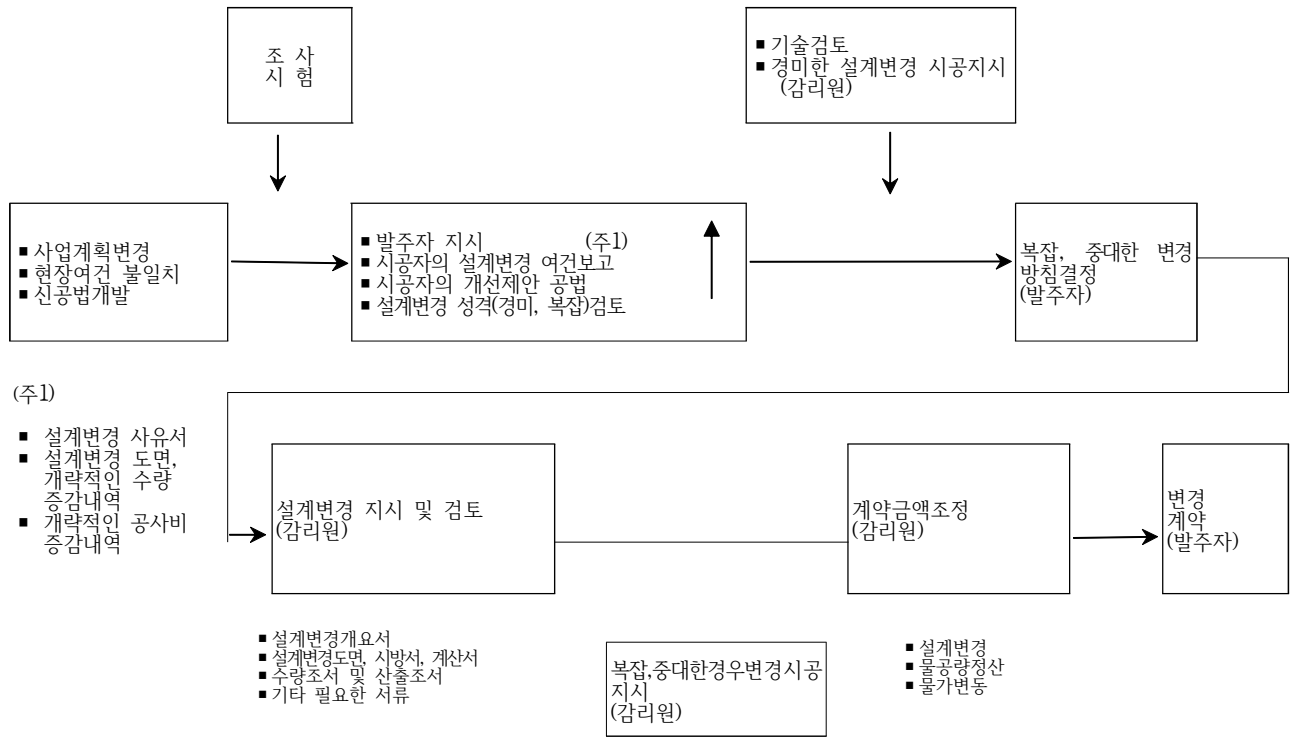 조 사
시 험
■ 기술검토
■ 경미한 설계변경 시공지시
(감리원)
■ 사업계획변경
■ 현장여건 불일치
■ 신공법개발
■ 발주자 지시 (주1)
■ 시공자의 설계변경 여건보고
■ 시공자의 개선제안 공법
■ 설계변경 성격(경미, 복잡)검토
복잡, 중대한 변경
방침결정
(발주자)
(주1)
■ 설계변경 사유서
■ 설계변경 도면,
개략적인 수량
증감내역
■ 개략적인 공사비
증감내역
설계변경 지시 및 검토
(감리원)
계약금액조정
(감리원)
변경
계약
(발주자)
■ 설계변경개요서
■ 설계변경도면, 시방서, 계산서
■ 수량조서 및 산출조서
■ 기타 필요한 서류
복잡,중대한경우변경시공
지시
(감리원)
■ 설계변경
■ 물공량정산
■ 물가변동